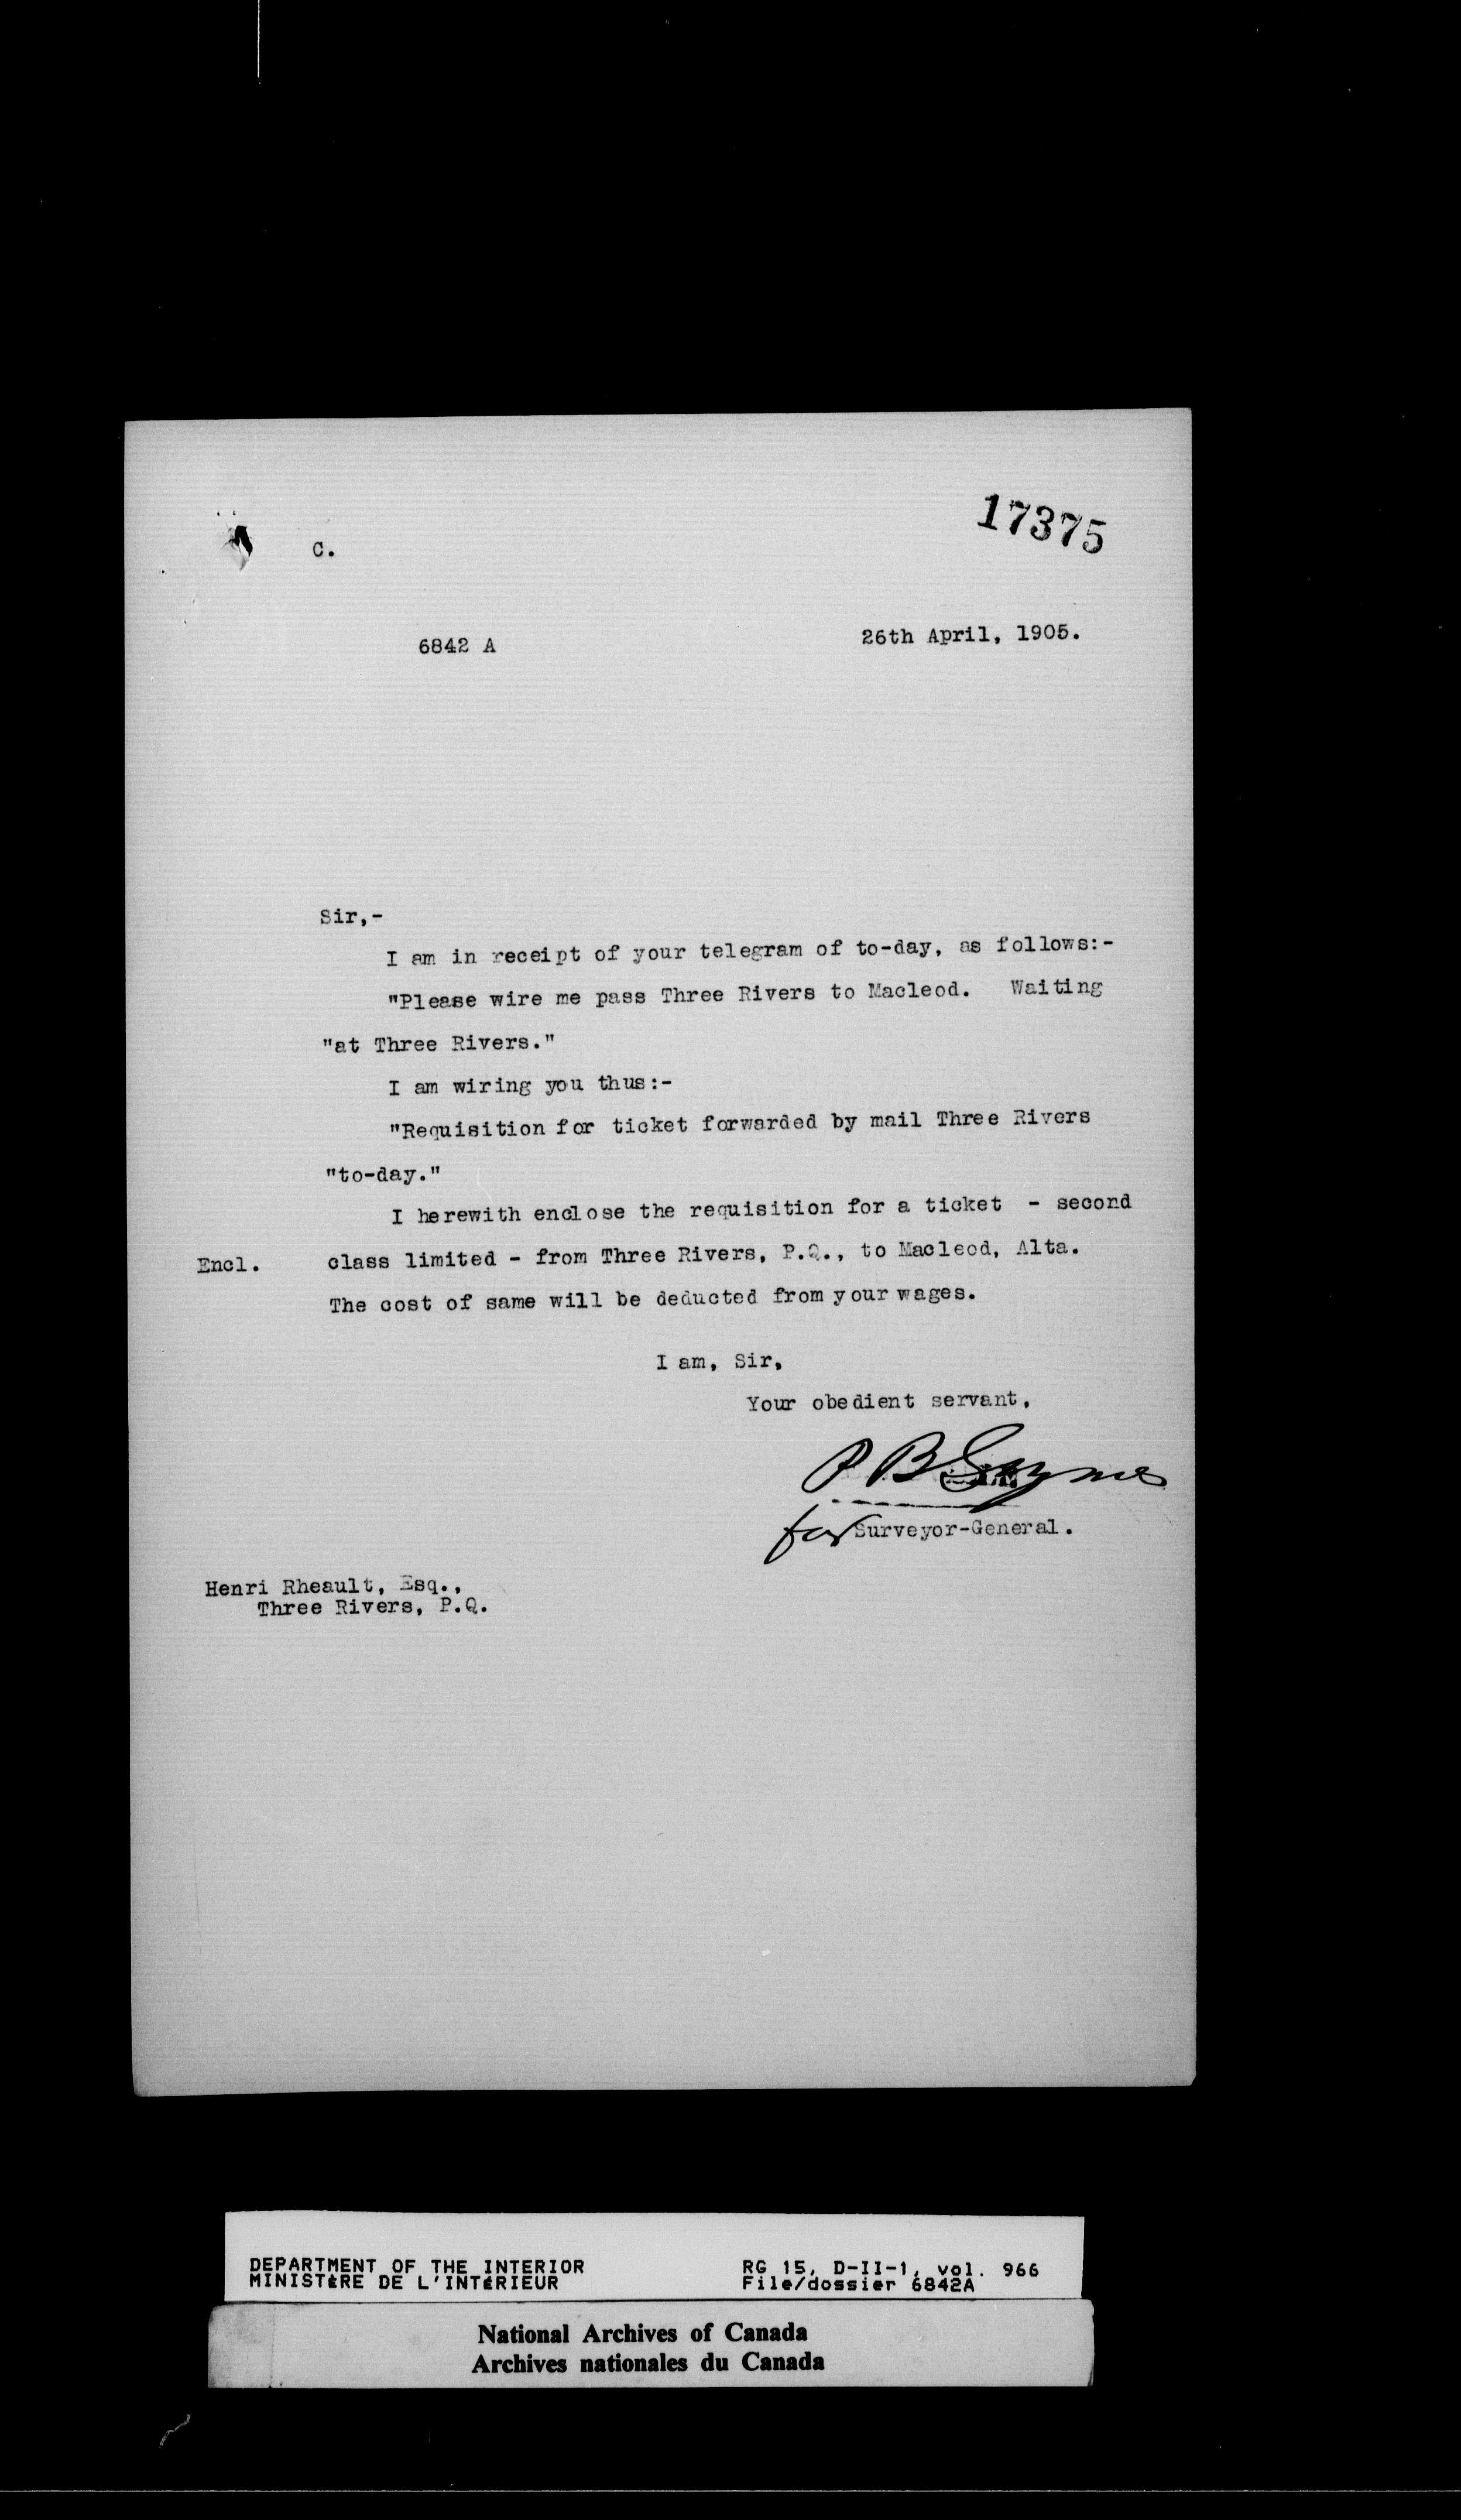 17375
C.
6842 A
26th April, 1905.
Sir,-
I am in receipt of your telegram of to-day, as follows:-
"Please wire me pass Three Rivers to Macleod. Waiting
"at Three Rivers."
I am wiring you thus:-
"Requisition for ticket forwarded by mail Three Rivers
"to-day."
I herewith enclose the requisition for a ticket - second
Encl. class limited - from Three Rivers, P.Q., to Macleod, Alta.
The cost of same will be deducted from your wages.
I am, Sir,
Your obedient servant,
P B Symes
for Surveyor-General.
Henri Rheault, Esq.,
Three Rivers, P.Q.
DEPARTMENT OF THE INTERIOR
MINISTÈRE DE L'INTÉRIEUR
RG 15, D-II-1, vol. 966
File/dossier 6842A
National Archives of Canada
Archives nationales du Canada